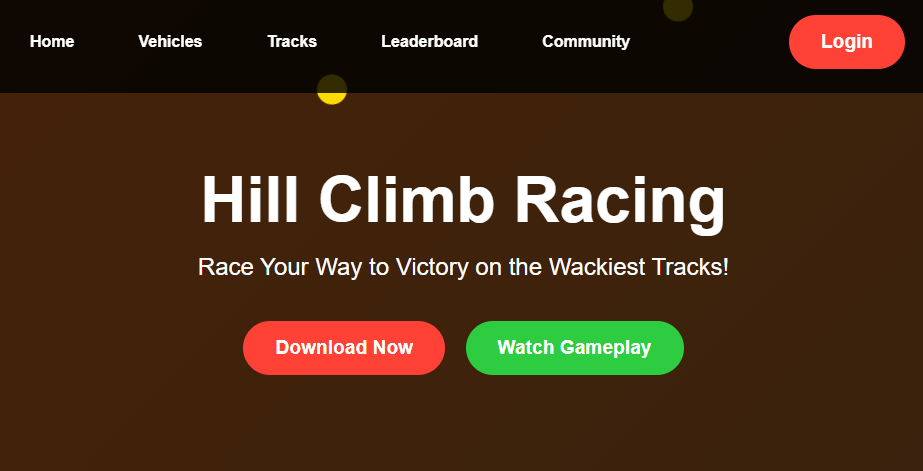 Home Vehicles Tracks Leaderboard Community Login
Hill Climb Racing
Race Your Way to Victory on the Wackiest Tracks!
Download Now Watch Gameplay